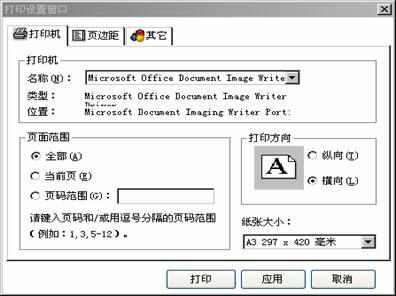 打印设置窗口
打印机 页边距 其它
打印机
名称(N)： Microsoft Office Document Image Write
类型： Microsoft Office Document Image Writer
位置： Microsoft Document Imaging Writer Port:
页面范围
全部(A)
当前页(E)
页码范围(G)：
请键入页码和/或用逗号分隔的页码范围
(例如：1,3,5-12)。
打印方向
A
纵向(T)
横向(L)
纸张大小：
A3 297 x 420 毫米
打印 应用 取消